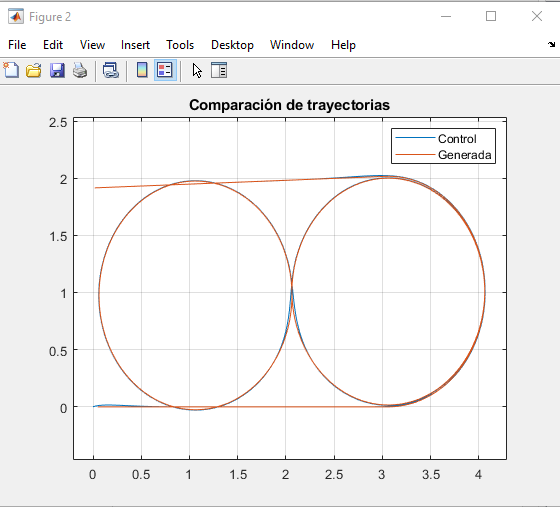 Figure 2
File Edit View Insert Tools Desktop Window Help
Comparación de trayectorias
Control
Generada
2.5
2
1.5
1
0.5
0
0 0.5 1 1.5 2 2.5 3 3.5 4